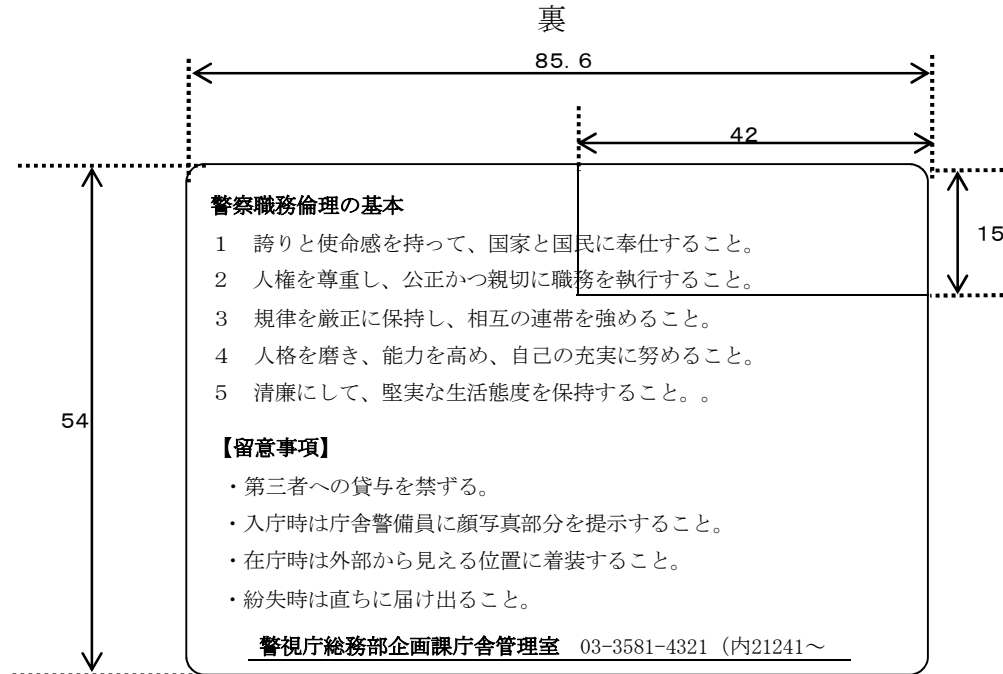 裏
85.6
42
15
54
警察職務倫理の基本
1 誇りと使命感を持って、国家と国民に奉仕すること。
2 人権を尊重し、公正かつ親切に職務を執行すること。
3 規律を厳正に保持し、相互の連帯を強めること。
4 人格を磨き、能力を高め、自己の充実に努めること。
5 清廉にして、堅実な生活態度を保持すること。。
【留意事項】
・第三者への貸与を禁ずる。
・入庁時は庁舎警備員に顔写真部分を提示すること。
・在庁時は外部から見える位置に着装すること。
・紛失時は直ちに届け出ること。
警視庁総務部企画課庁舎管理室 03-3581-4321 (内21241～